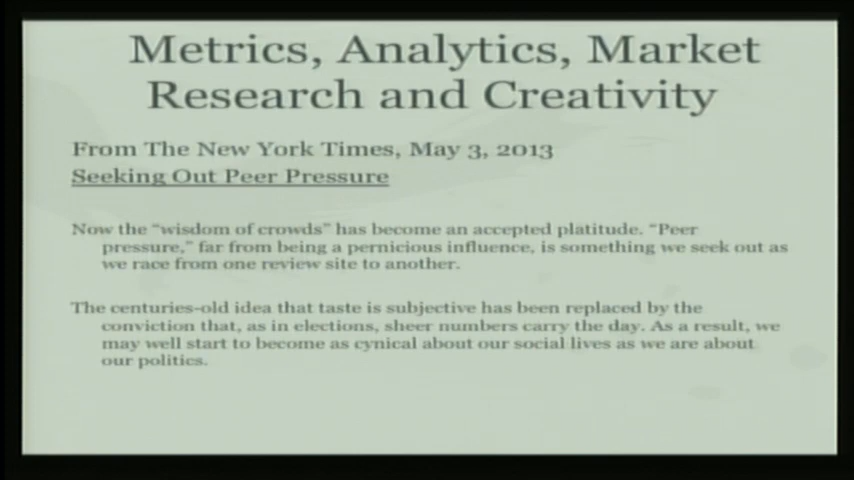 Metrics, Analytics, Market
Research and Creativity
From The New York Times, May 3, 2013
Seeking Out Peer Pressure
Now the “wisdom of crowds” has become an accepted platitude. “Peer
pressure,” far from being a pernicious influence, is something we seek out as
we race from one review site to another.
The centuries-old idea that taste is subjective has been replaced by the
conviction that, as in elections, sheer numbers carry the day. As a result, we
may well start to become as cynical about our social lives as we are about
our politics.